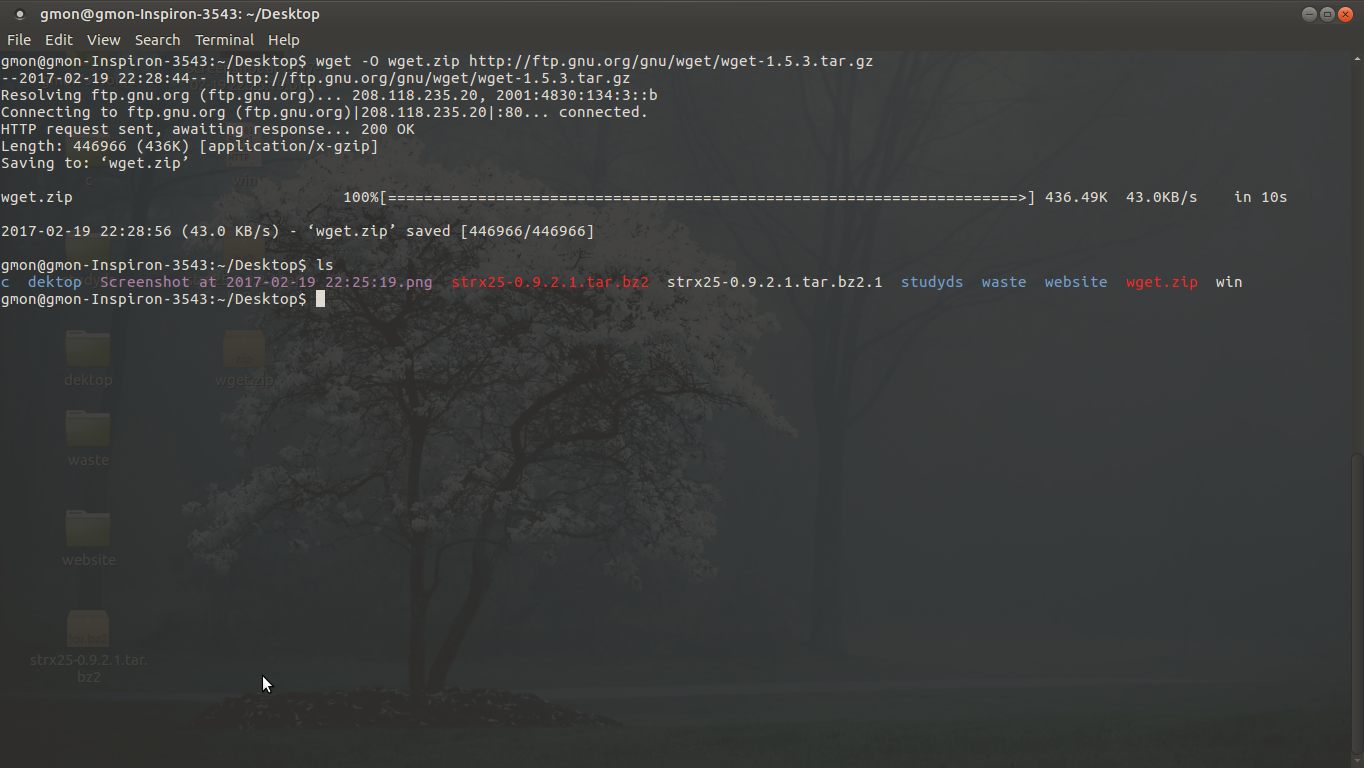 gmon@gmon-Inspiron-3543: ~/Desktop
File Edit View Search Terminal Help
gmon@gmon-Inspiron-3543:~/Desktop$ wget -O wget.zip http://ftp.gnu.org/gnu/wget/wget-1.5.3.tar.gz
--2017-02-19 22:28:44-- http://ftp.gnu.org/gnu/wget/wget-1.5.3.tar.gz
Resolving ftp.gnu.org (ftp.gnu.org)... 208.118.235.20, 2001:4830:134:3::b
Connecting to ftp.gnu.org (ftp.gnu.org)|208.118.235.20|:80... connected.
HTTP request sent, awaiting response... 200 OK
Length: 446966 (436K) [application/x-gzip]
Saving to: ‘wget.zip’
wget.zip 100%[======================================================================>] 436.49K 43.0KB/s in 10s
2017-02-19 22:28:56 (43.0 KB/s) - ‘wget.zip’ saved [446966/446966]
gmon@gmon-Inspiron-3543:~/Desktop$ ls
c dektop Screenshot at 2017-02-19 22:25:19.png strx25-0.9.2.1.tar.bz2 strx25-0.9.2.1.tar.bz2.1 studyds waste website wget.zip win
gmon@gmon-Inspiron-3543:~/Desktop$
c
win
dektop
wget.zip
waste
website
strx25-0.9.2.1.tar.
bz2